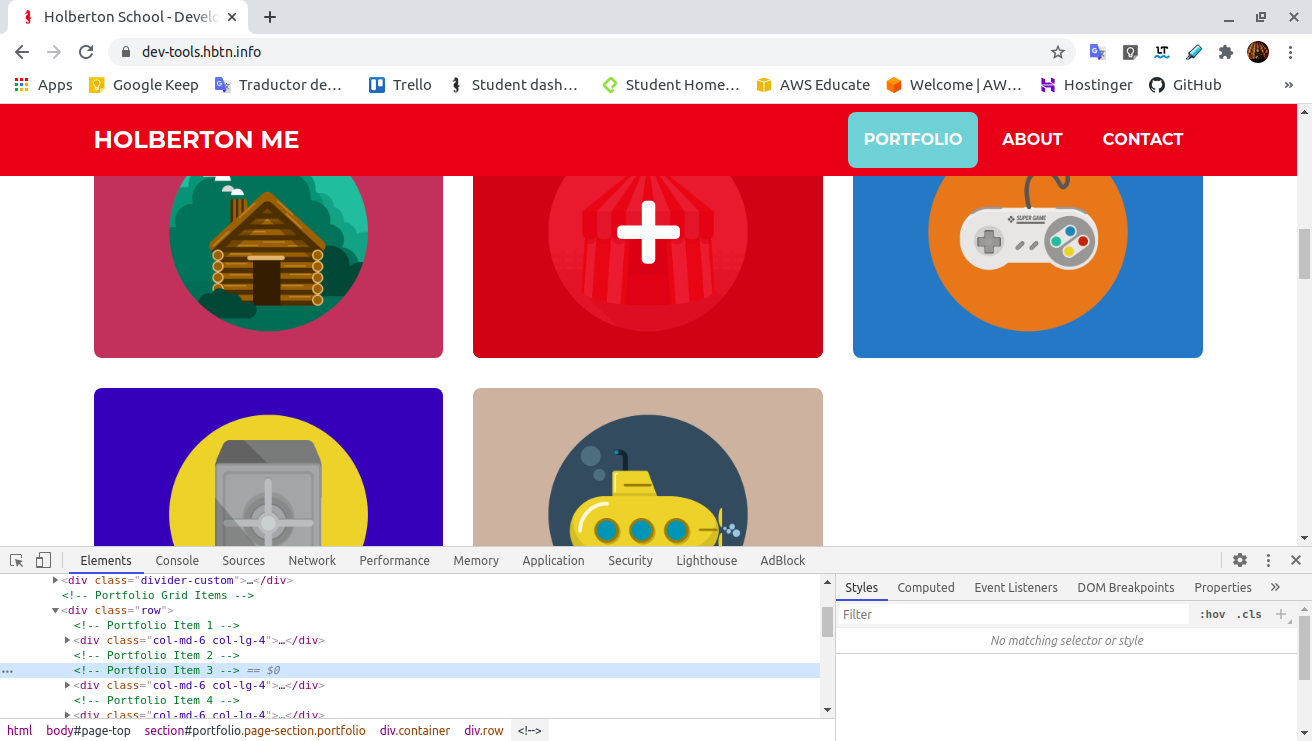 Holberton School - Develo
dev-tools.hbtn.info
Apps Google Keep Traductor de… Trello Student dash… Student Home… AWS Educate Welcome | AW… Hostinger GitHub »
HOLBERTON ME PORTFOLIO ABOUT CONTACT
SUPER GAME
Elements Console Sources Network Performance Memory Application Security Lighthouse AdBlock
<div class="divider-custom">…</div>
<!-- Portfolio Grid Items -->
<div class="row">
<!-- Portfolio Item 1 -->
<div class="col-md-6 col-lg-4">…</div>
<!-- Portfolio Item 2 -->
<!-- Portfolio Item 3 --> == $0
<div class="col-md-6 col-lg-4">…</div>
<!-- Portfolio Item 4 -->
<div class="col-md-6 col-lg-4">…</div>
html body#page-top section#portfolio.page-section.portfolio div.container div.row <!-->
Styles Computed Event Listeners DOM Breakpoints Properties »
Filter :hov .cls +
No matching selector or style